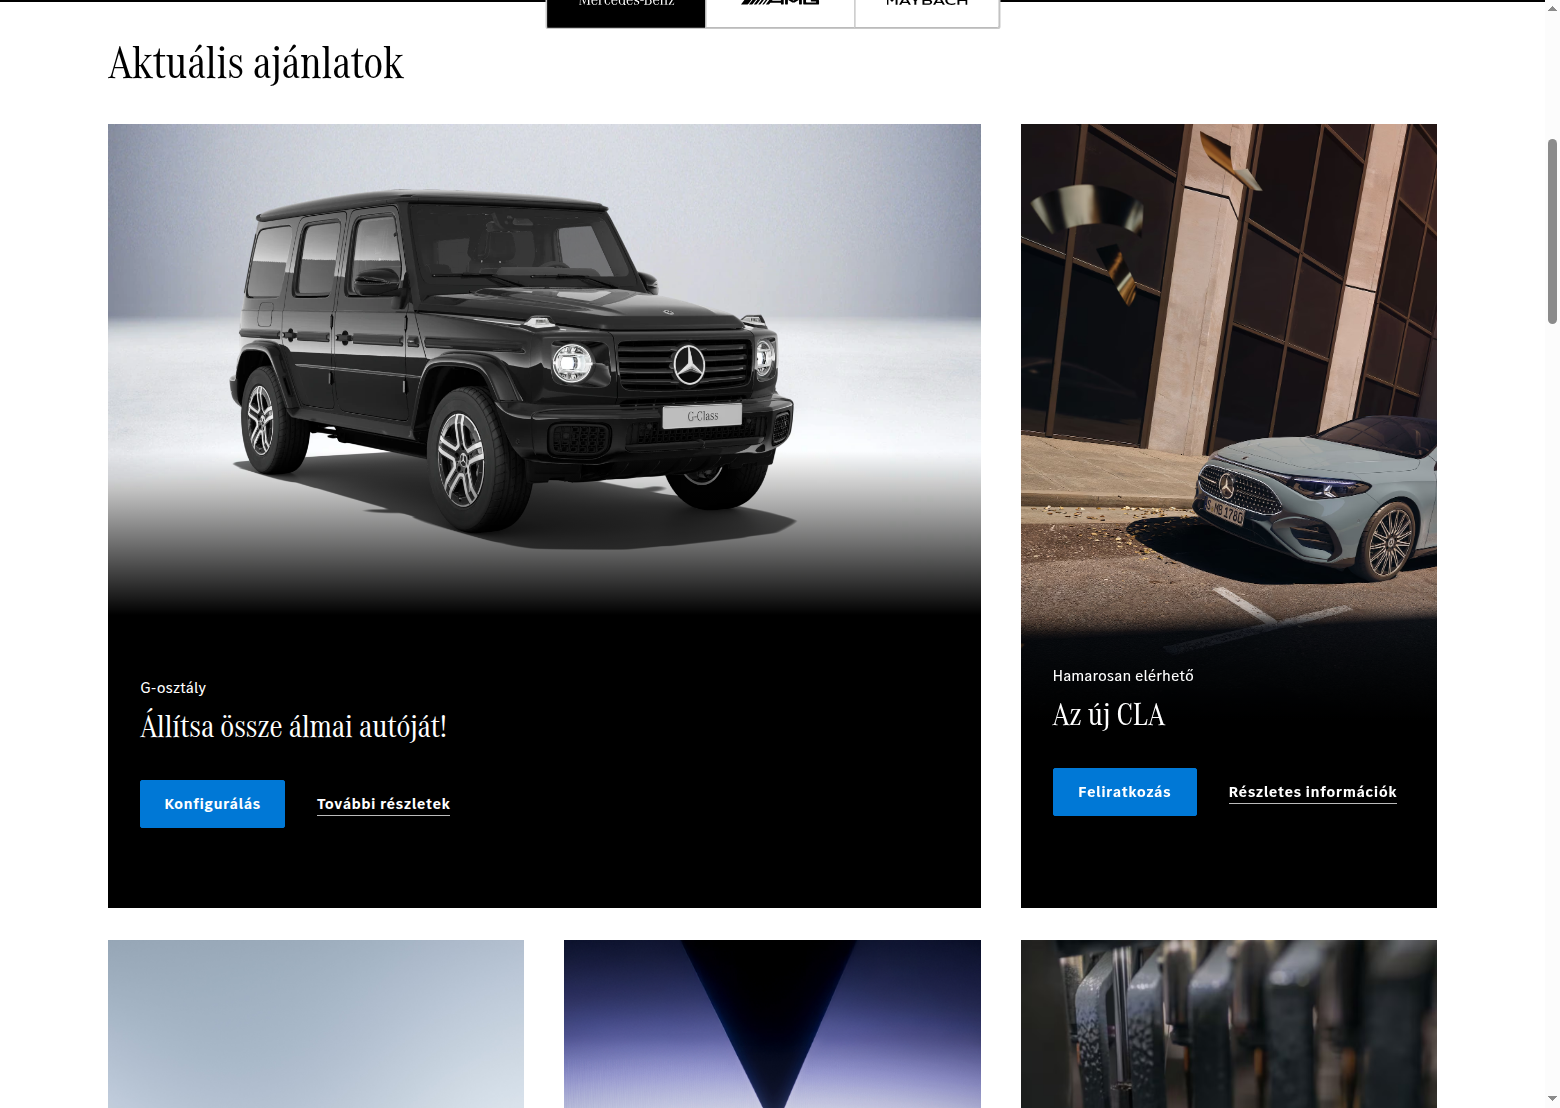 Mercedes-Benz
AMG
MAYBACH
Aktuális ajánlatok
G-Class
S MB 1780
G-osztály
Állítsa össze álmai autóját!
Konfigurálás
További részletek
Hamarosan elérhető
Az új CLA
Feliratkozás
Részletes információk